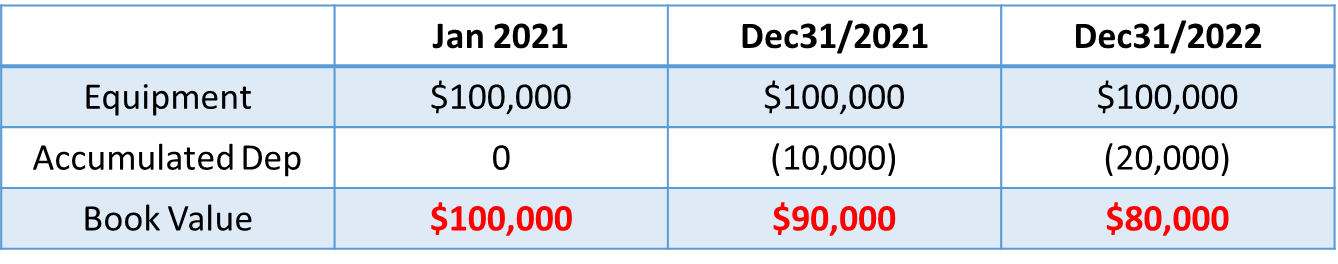 Jan 2021 Dec31/2021 Dec31/2022
Equipment $100,000 $100,000 $100,000
Accumulated Dep 0 (10,000) (20,000)
Book Value $100,000 $90,000 $80,000